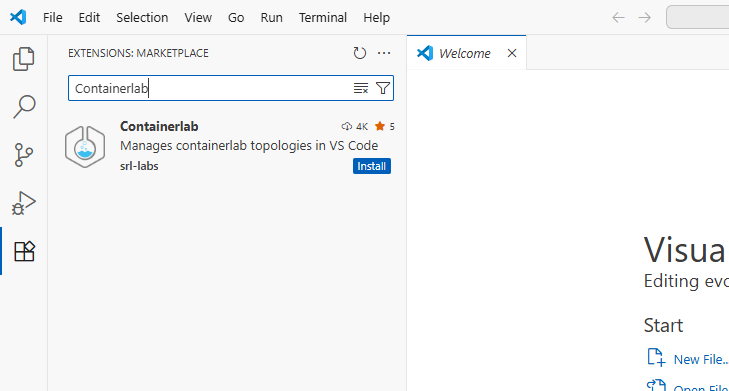 File Edit Selection View Go Run Terminal Help
EXTENSIONS: MARKETPLACE
Welcome
Containerlab
Containerlab 4K 5
Manages containerlab topologies in VS Code
srl-labs Install
Visua
Editing evo
Start
New File...
Open File